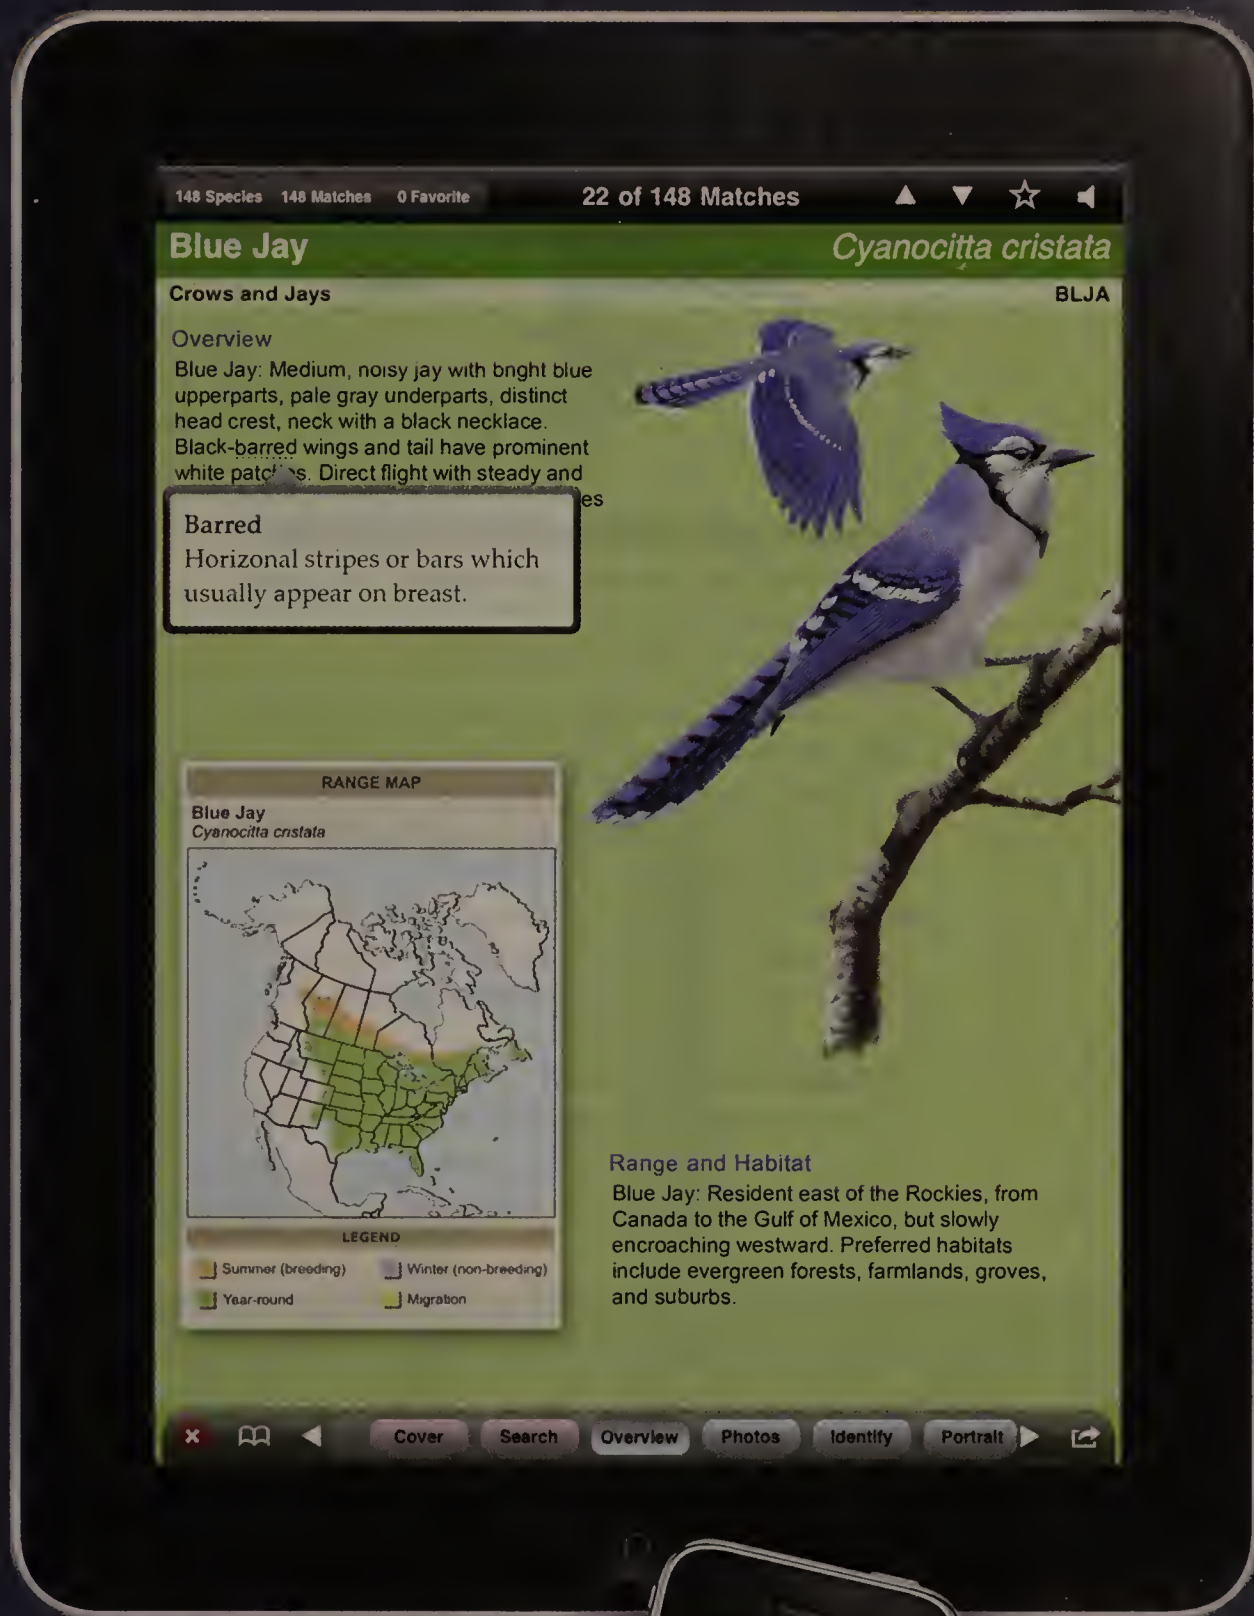 148 Species 148 Matches 0 Favorite
22 of 148 Matches
Blue Jay
Cyanocitta cristata
Crows and Jays
BLJA
Overview
Blue Jay: Medium, noisy jay with bright blue
upperparts, pale gray underparts, distinct
head crest, neck with a black necklace.
Black-barred wings and tail have prominent
white patches. Direct flight with steady and
es
Barred
Horizonal stripes or bars which
usually appear on breast.
RANGE MAP
Blue Jay
Cyanocitta cristata
LEGEND
Summer (breeding)
Winter (non-breeding)
Year-round
Migration
Range and Habitat
Blue Jay: Resident east of the Rockies, from
Canada to the Gulf of Mexico, but slowly
encroaching westward. Preferred habitats
include evergreen forests, farmlands, groves,
and suburbs.
Cover Search Overview Photos Identify Portrait